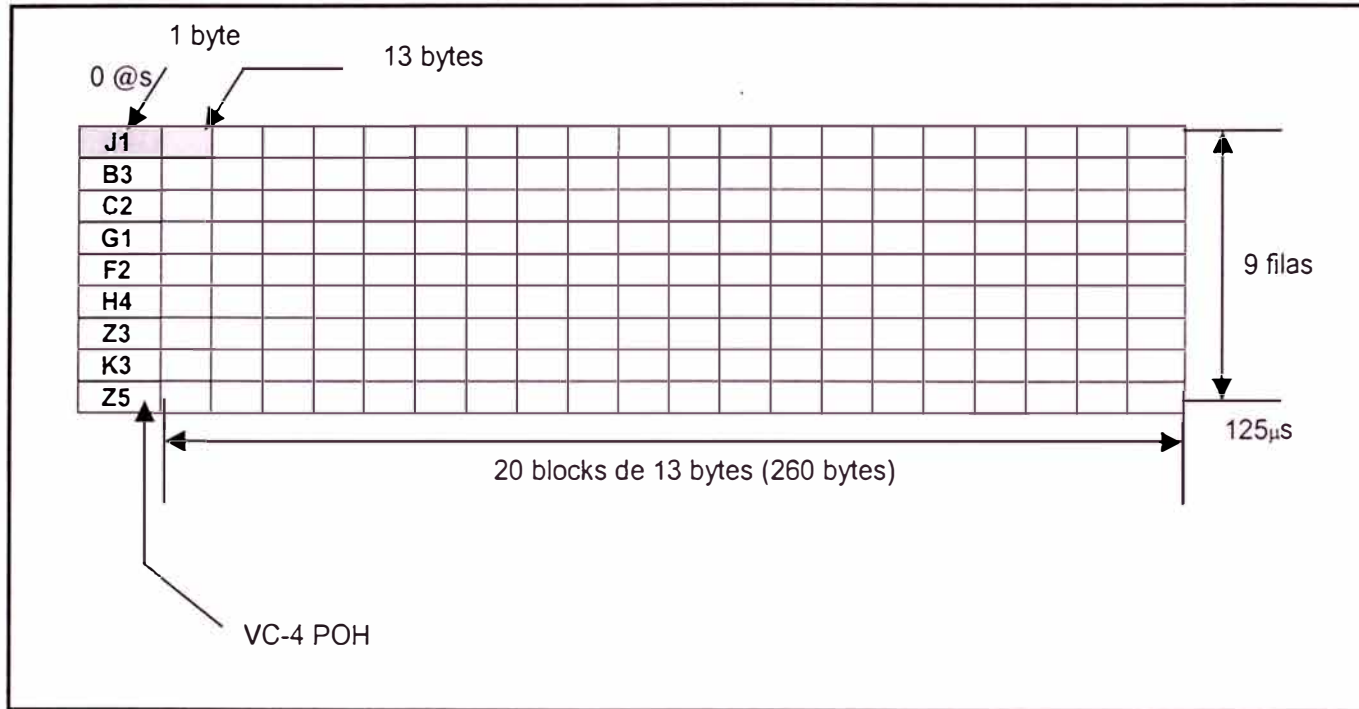 1 byte
13 bytes
0 @s
J1
B3
C2
G1
F2
H4
Z3
K3
Z5
9 filas
125μs
20 blocks de 13 bytes (260 bytes)
VC-4 POH